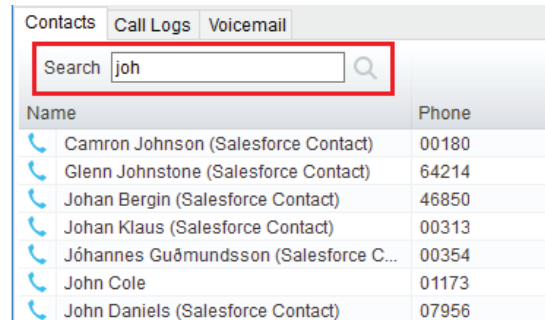 Contacts Call Logs Voicemail
Search joh
Name Phone
Camron Johnson (Salesforce Contact) 00180
Glenn Johnstone (Salesforce Contact) 64214
Johan Bergin (Salesforce Contact) 46850
Johan Klaus (Salesforce Contact) 00313
Jóhannes Guðmundsson (Salesforce C... 00354
John Cole 01173
John Daniels (Salesforce Contact) 07956